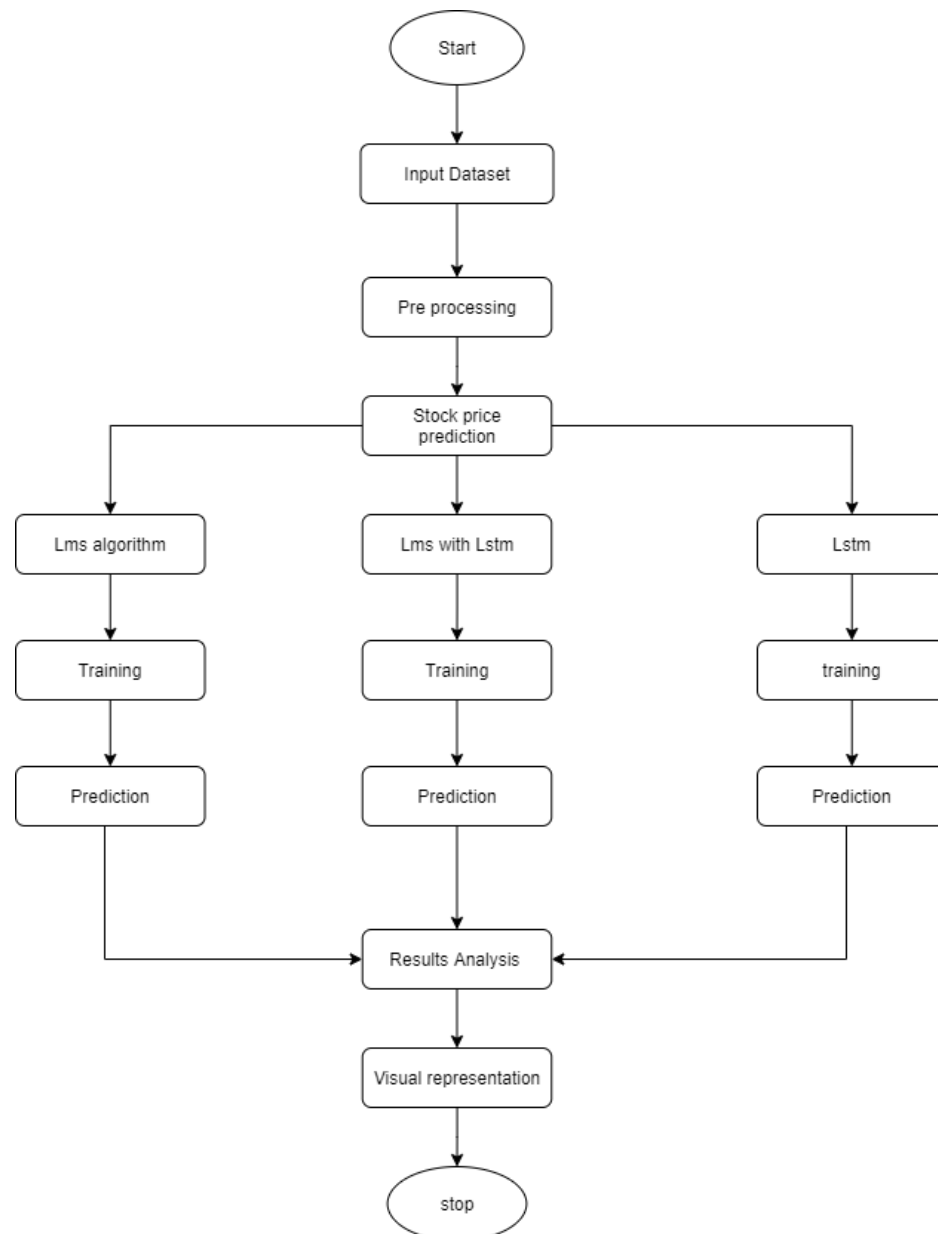 Start
Input Dataset
Pre processing
Stock price
prediction
Lms algorithm
Lms with Lstm
Lstm
Training
Training
training
Prediction
Prediction
Prediction
Results Analysis
Visual representation
stop